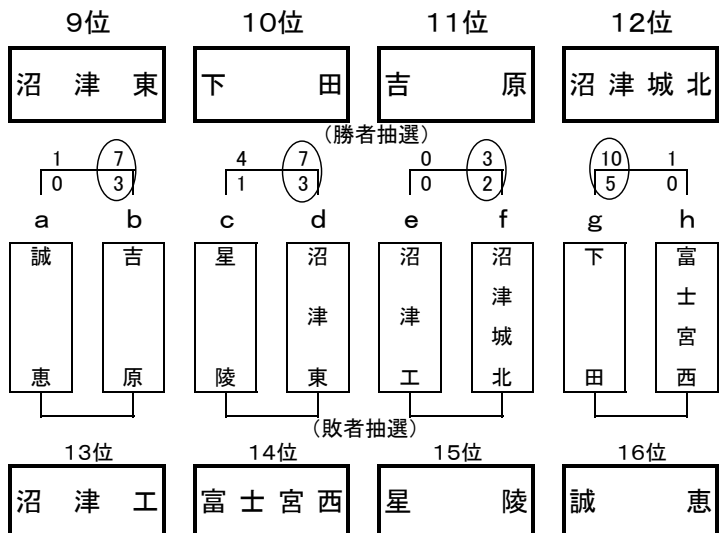 9位 10位 11位 12位
沼津東 下田 吉原 沼津城北
(勝者抽選)
1 7 4 7 0 3 10 1
0 3 1 3 0 2 5 0
a b c d e f g h
誠恵 吉原 星陵 沼津東 沼津工 沼津城北 下田 富士宮西
(敗者抽選)
13位 14位 15位 16位
沼津工 富士宮西 星陵 誠恵